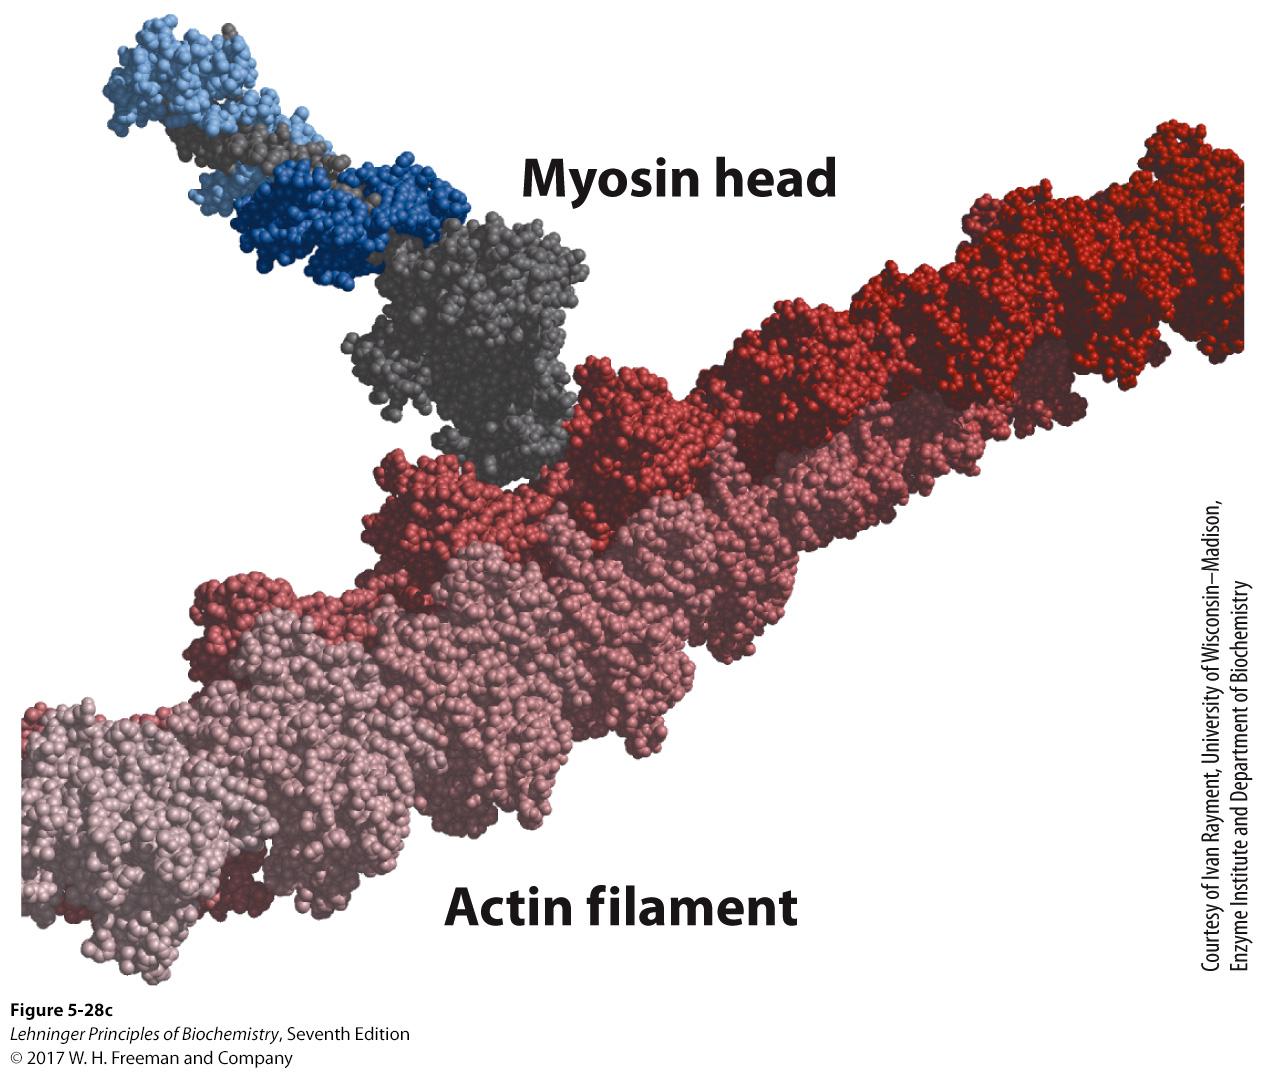 Myosin head
Actin filament
Courtesy of Ivan Rayment, University of Wisconsin–Madison,
Enzyme Institute and Department of Biochemistry
Figure 5-28c
Lehninger Principles of Biochemistry, Seventh Edition
© 2017 W. H. Freeman and Company